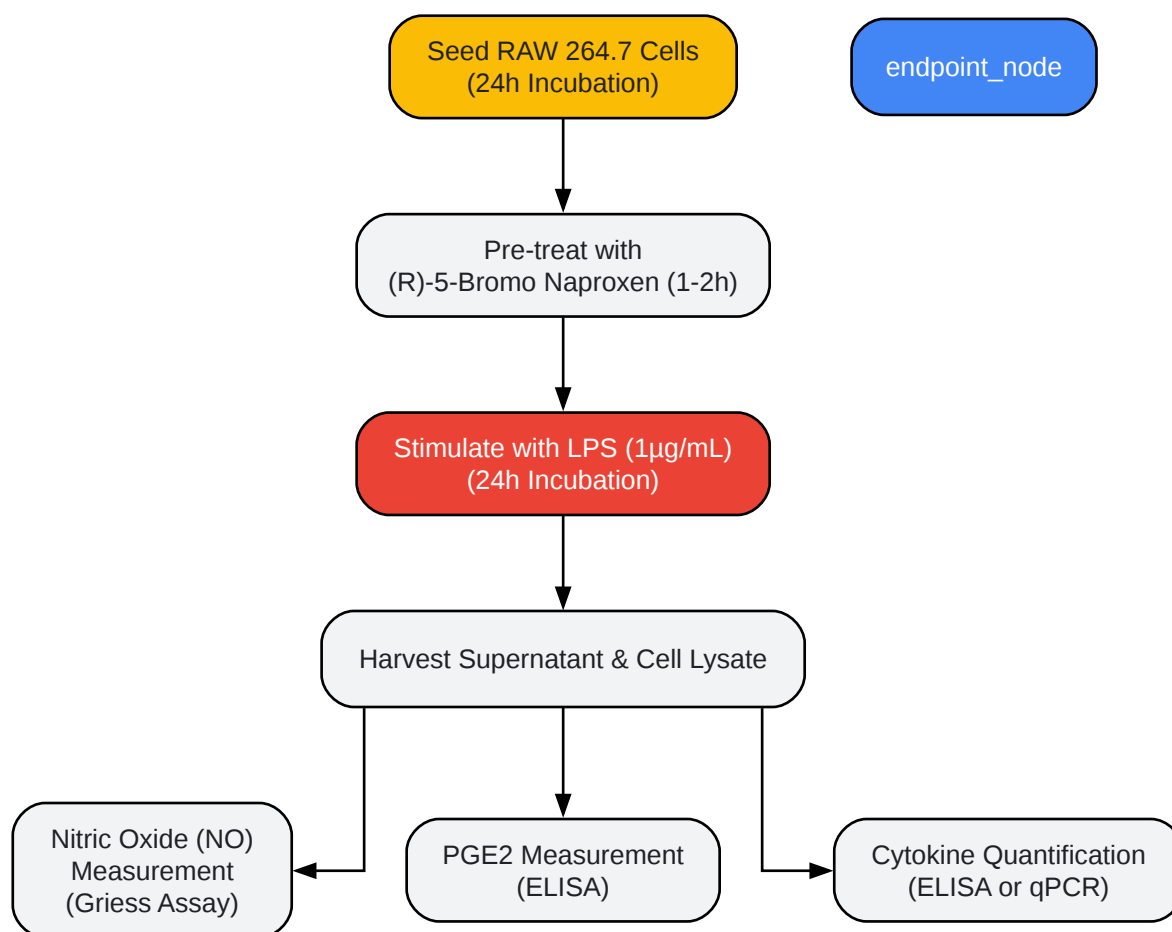 Seed RAW 264.7 Cells
(24h Incubation)
endpoint_node
Pre-treat with
(R)-5-Bromo Naproxen (1-2h)
Stimulate with LPS (1µg/mL)
(24h Incubation)
Harvest Supernatant & Cell Lysate
Nitric Oxide (NO)
Measurement
(Griess Assay)
PGE2 Measurement
(ELISA)
Cytokine Quantification
(ELISA or qPCR)